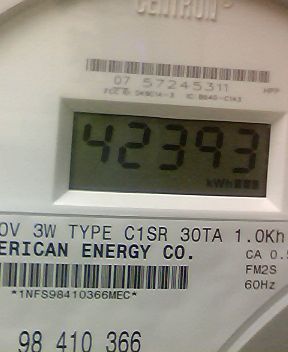 CENTRON
07 57245311
42393
kWh
0V 3W TYPE C1SR 30TA 1.0Kh
ERICAN ENERGY CO.
CA 0.5
FM2S
*1NFS98410366MEC*
60Hz
98 410 366